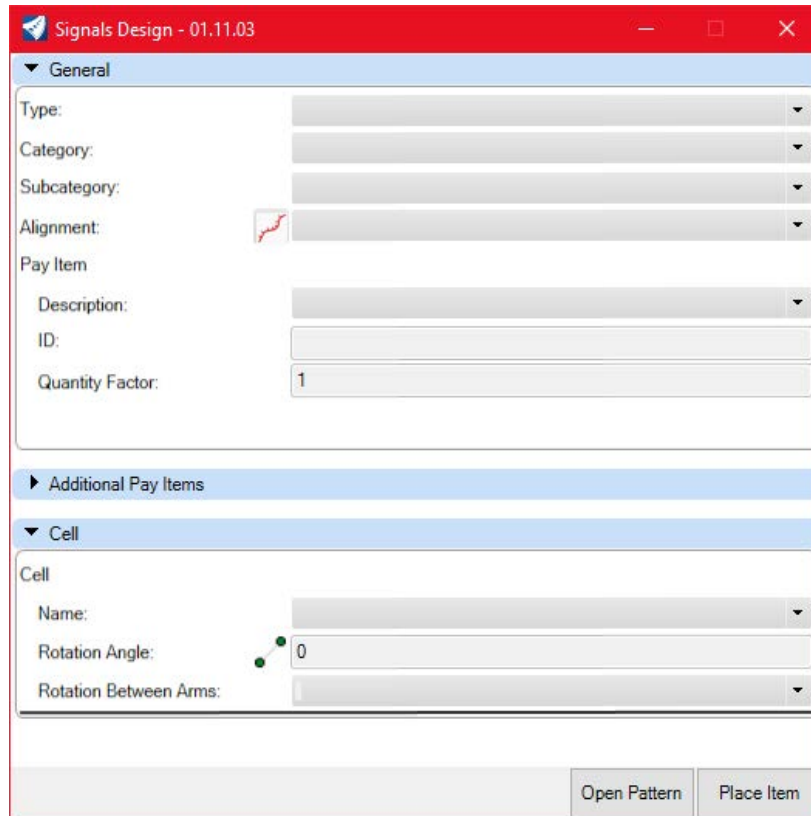 Signals Design - 01.11.03
General
Type:
Category:
Subcategory:
Alignment:
Pay Item
Description:
ID:
Quantity Factor: 1
Additional Pay Items
Cell
Cell
Name:
Rotation Angle: 0
Rotation Between Arms:
Open Pattern Place Item